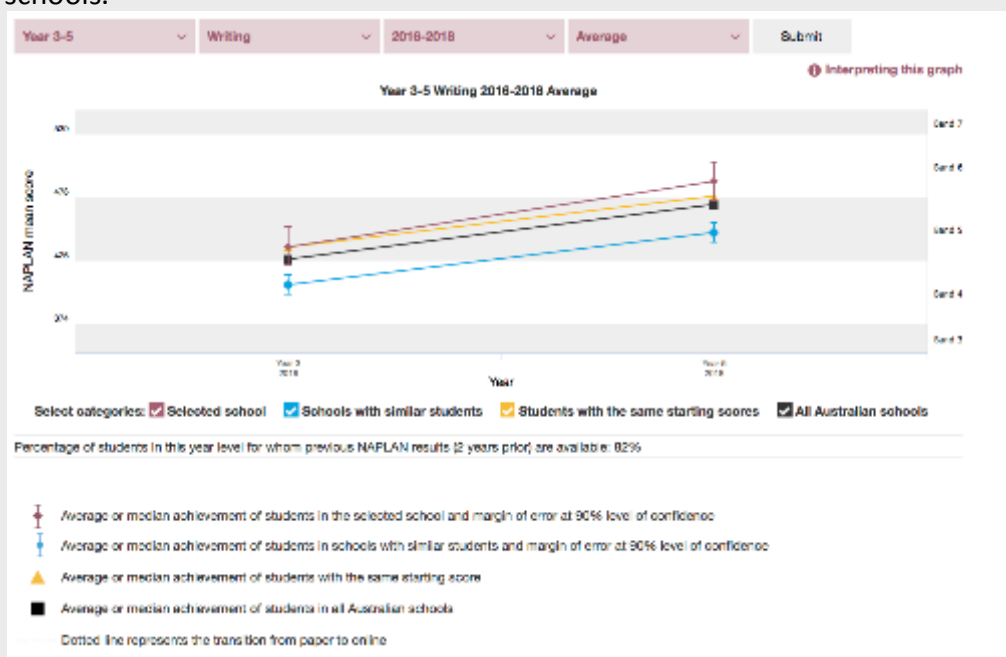 schools.
Year 3-5 Writing 2016-2018 Average Submit
Interpreting this graph
Year 3-5 Writing 2016-2018 Average
Band 7
Band 6
Band 5
Band 4
Band 3
NAPLAN mean score
Year 3
2016
2018
Year
Select categories: Selected school Schools with similar students Students with the same starting scores All Australian schools
Percentage of students in this year level for whom previous NAPLAN results (2 years prior) are available: 82%
Average or median achievement of students in the selected school and margin of error at 90% level of confidence
Average or median achievement of students in schools with similar students and margin of error at 90% level of confidence
Average or median achievement of students with the same starting score
Average or median achievement of students in all Australian schools
Dotted line represents the transition from paper to online